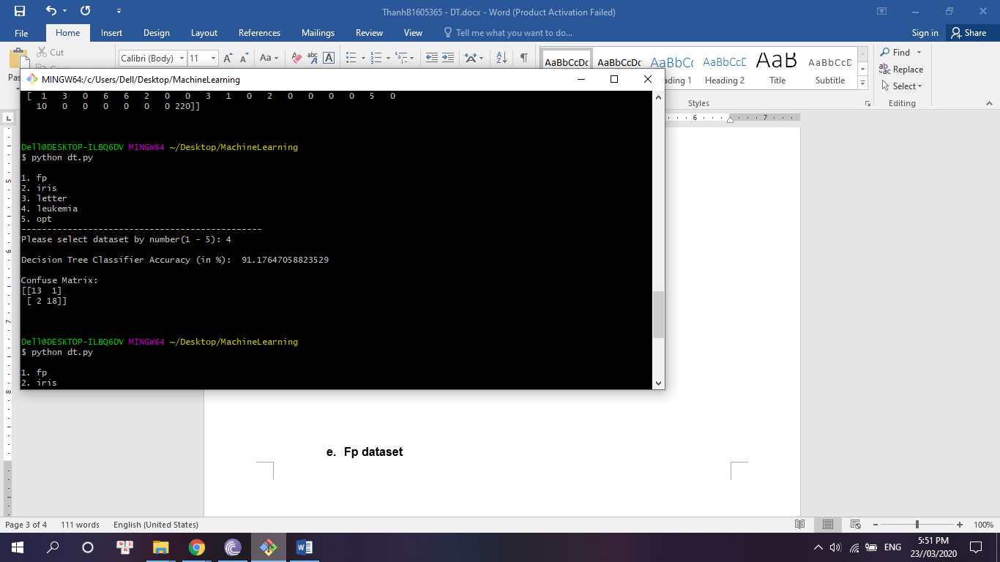 ThanhB1605365 - DT.docx - Word (Product Activation Failed)
File Home Insert Design Layout References Mailings Review View Tell me what you want to do... Sign in Share
Cut
Calibri (Body) 11
AaBbCcDc AaBbCcDc AaBbCc AaBbCcD AaB AaBbCcD
Heading 2 Title Subtitle
Styles
Find
Replace
Select
Editing
MINGW64:/c/Users/Dell/Desktop/MachineLearning
[ 1 3 0 6 6 2 0 0 3 1 0 2 0 0 0 0 5 0
10 0 0 0 0 0 0 220]]
Dell@DESKTOP-ILBQ6DV MINGW64 ~/Desktop/MachineLearning
$ python dt.py
1. fp
2. iris
3. letter
4. leukemia
5. opt
-----------------------------------------------
Please select dataset by number(1 - 5): 4
Decision Tree Classifier Accuracy (in %):  91.17647058823529
Confuse Matrix:
[[13  1]
[ 2 18]]
Dell@DESKTOP-ILBQ6DV MINGW64 ~/Desktop/MachineLearning
$ python dt.py
1. fp
2. iris
6 7
5
6
7
8
e. Fp dataset
Page 3 of 4 111 words English (United States) 100%
ENG
5:51 PM
23//03/2020